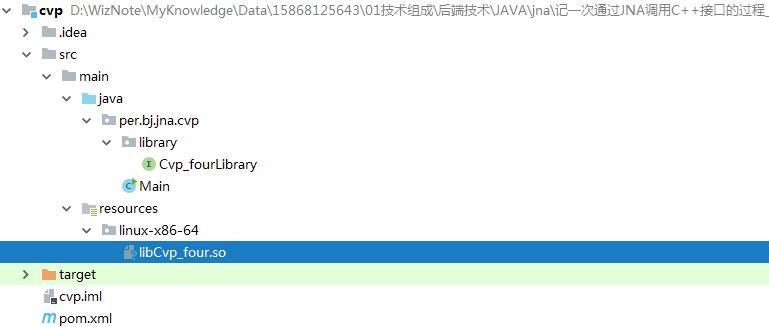 cvp D:\WizNote\MyKnowledge\Data\15868125643\01技术组成\后端技术\JAVA\jna\记一次通过JNA调用C++接口的过程_
.idea
src
main
java
per.bj.jna.cvp
library
I Cvp_fourLibrary
C Main
resources
linux-x86-64
libCvp_four.so
target
cvp.iml
m pom.xml